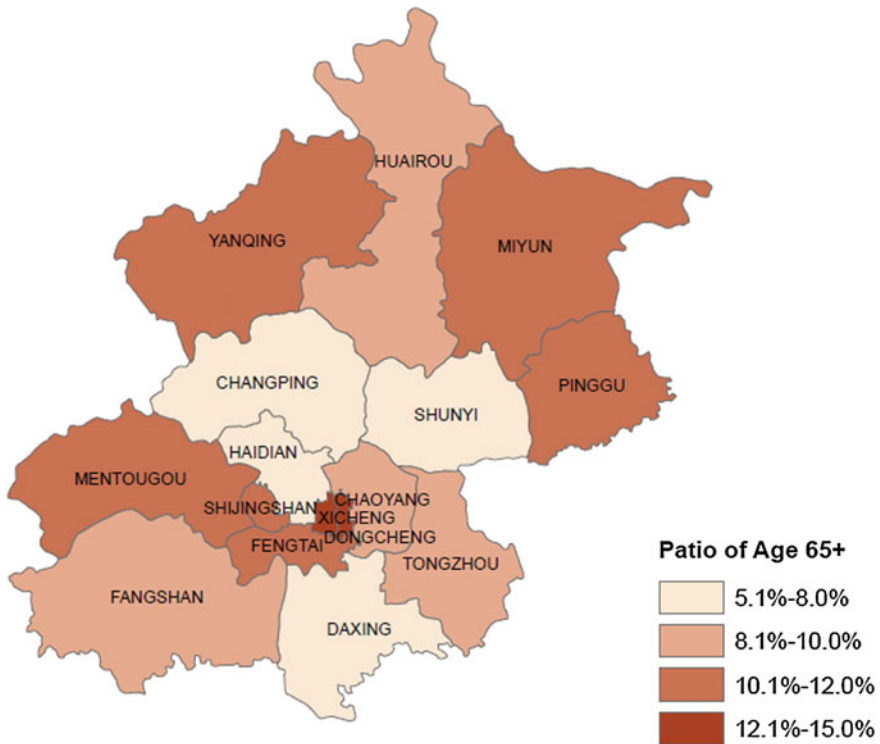 HUAIROU
YANQING
MIYUN
CHANGPING
PINGGU
SHUNYI
HAIDIAN
MENTOUGOU
CHAOYANG
SHIJINGSHAN
XICHENG
DONGCHENG
FENGTAI
TONGZHOU
FANGSHAN
DAXING
Patio of Age 65+
5.1%-8.0%
8.1%-10.0%
10.1%-12.0%
12.1%-15.0%